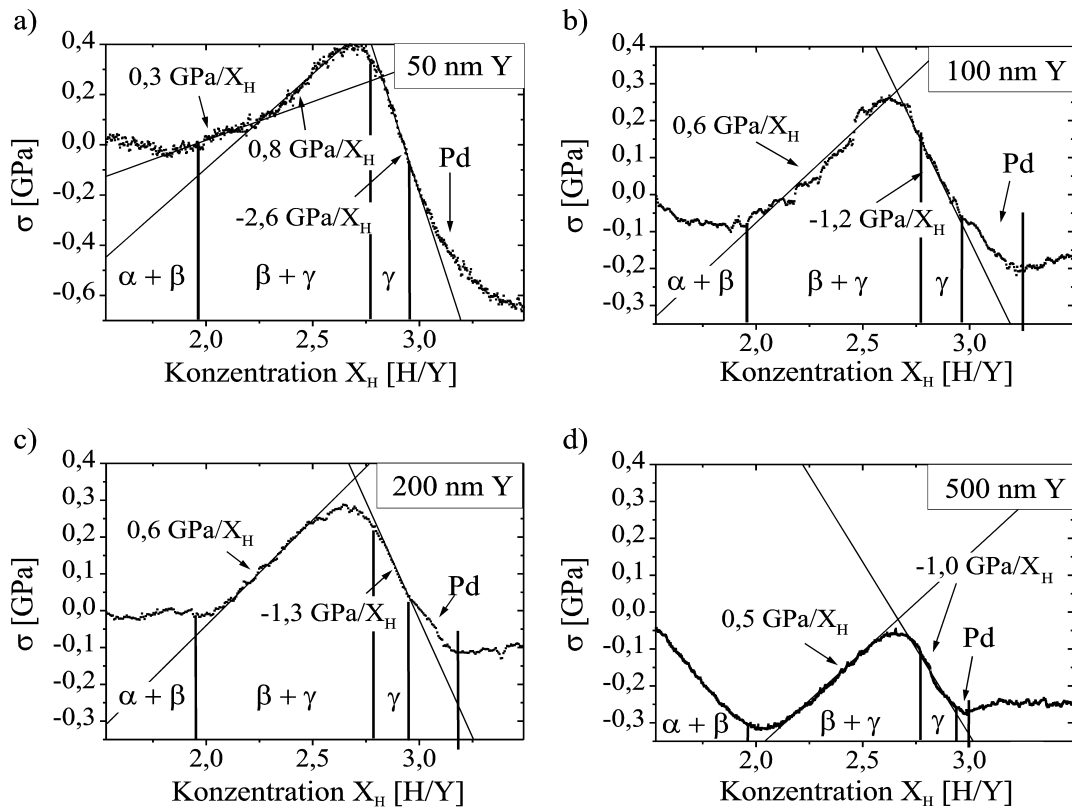 a)
50 nm Y
0,3 GPa/X_H
0,8 GPa/X_H
-2,6 GPa/X_H
Pd
α + β
β + γ
γ
σ [GPa]
0,4
0,2
0,0
-0,2
-0,4
-0,6
2,0 2,5 3,0
Konzentration X_H [H/Y]
b)
100 nm Y
0,6 GPa/X_H
-1,2 GPa/X_H
Pd
α + β
β + γ
γ
σ [GPa]
0,4
0,3
0,2
0,1
0,0
-0,1
-0,2
-0,3
2,0 2,5 3,0
Konzentration X_H [H/Y]
c)
200 nm Y
0,6 GPa/X_H
-1,3 GPa/X_H
Pd
α + β
β + γ
γ
σ [GPa]
0,4
0,3
0,2
0,1
0,0
-0,1
-0,2
-0,3
2,0 2,5 3,0
Konzentration X_H [H/Y]
d)
500 nm Y
-1,0 GPa/X_H
0,5 GPa/X_H
Pd
α + β
β + γ
γ
σ [GPa]
0,4
0,3
0,2
0,1
0,0
-0,1
-0,2
-0,3
2,0 2,5 3,0
Konzentration X_H [H/Y]